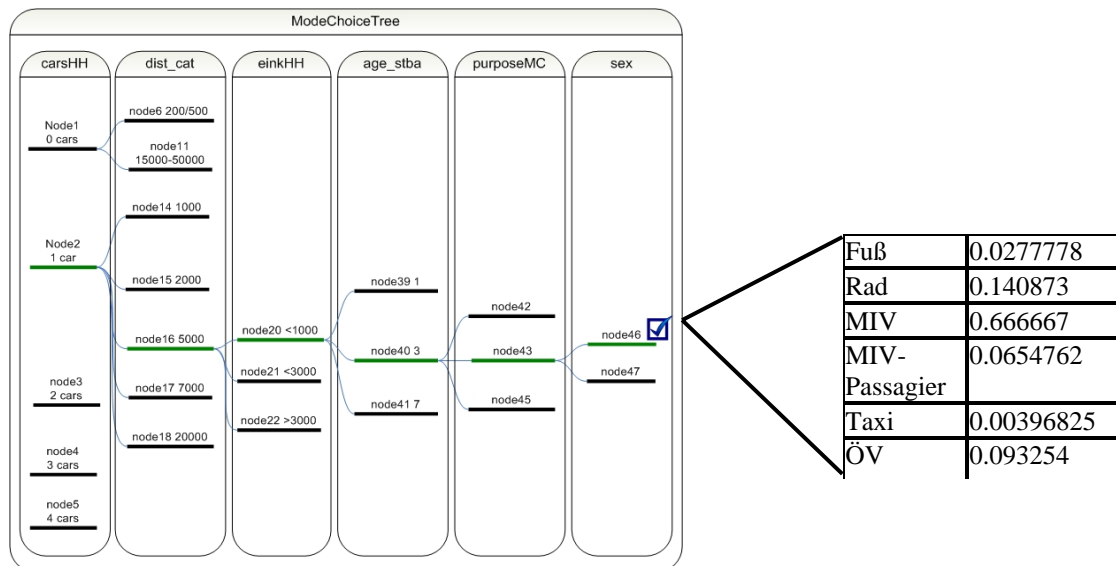 ModeChoiceTree
carsHH
dist_cat
einkHH
age_stba
purposeMC
sex
Node1
0 cars
Node2
1 car
node3
2 cars
node4
3 cars
node5
4 cars
node6 200/500
node11
15000-50000
node14 1000
node15 2000
node16 5000
node17 7000
node18 20000
node20 <1000
node21 <3000
node22 >3000
node39 1
node40 3
node41 7
node42
node43
node45
node46
node47
Fuß 0.0277778
Rad 0.140873
MIV 0.666667
MIV- 0.0654762
Passagier
Taxi 0.00396825
ÖV 0.093254